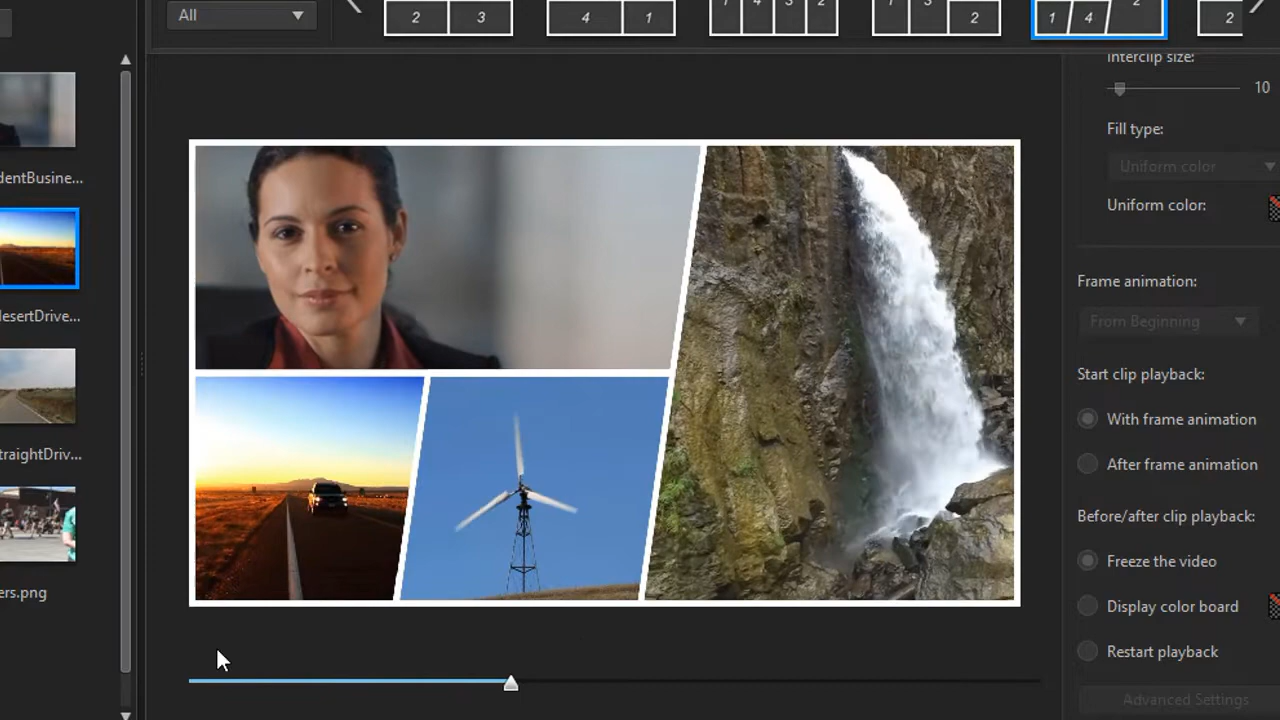 All
2 3
4 1
1 4 3 2
1 3 2
1 4 2
2
Interclip size:
10
Fill type:
Uniform color
Uniform color:
Frame animation:
From Beginning
Start clip playback:
With frame animation
After frame animation
Before/after clip playback:
Freeze the video
Display color board
Restart playback
Advanced Settings
dentBusine...
esertDrive...
traightDriv...
ers.png